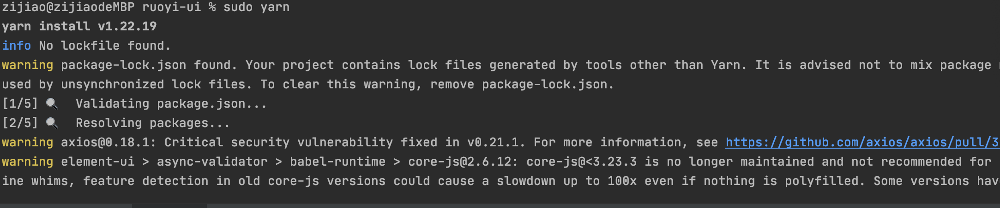 zijiao@zijiaodeMBP ruoyi-ui % sudo yarn
yarn install v1.22.19
info No lockfile found.
warning package-lock.json found. Your project contains lock files generated by tools other than Yarn. It is advised not to mix package
used by unsynchronized lock files. To clear this warning, remove package-lock.json.
[1/5] 🔍 Validating package.json...
[2/5] 🔍 Resolving packages...
warning axios@0.18.1: Critical security vulnerability fixed in v0.21.1. For more information, see https://github.com/axios/axios/pull/3
warning element-ui > async-validator > babel-runtime > core-js@2.6.12: core-js@<3.23.3 is no longer maintained and not recommended for
ine whims, feature detection in old core-js versions could cause a slowdown up to 100x even if nothing is polyfilled. Some versions hav